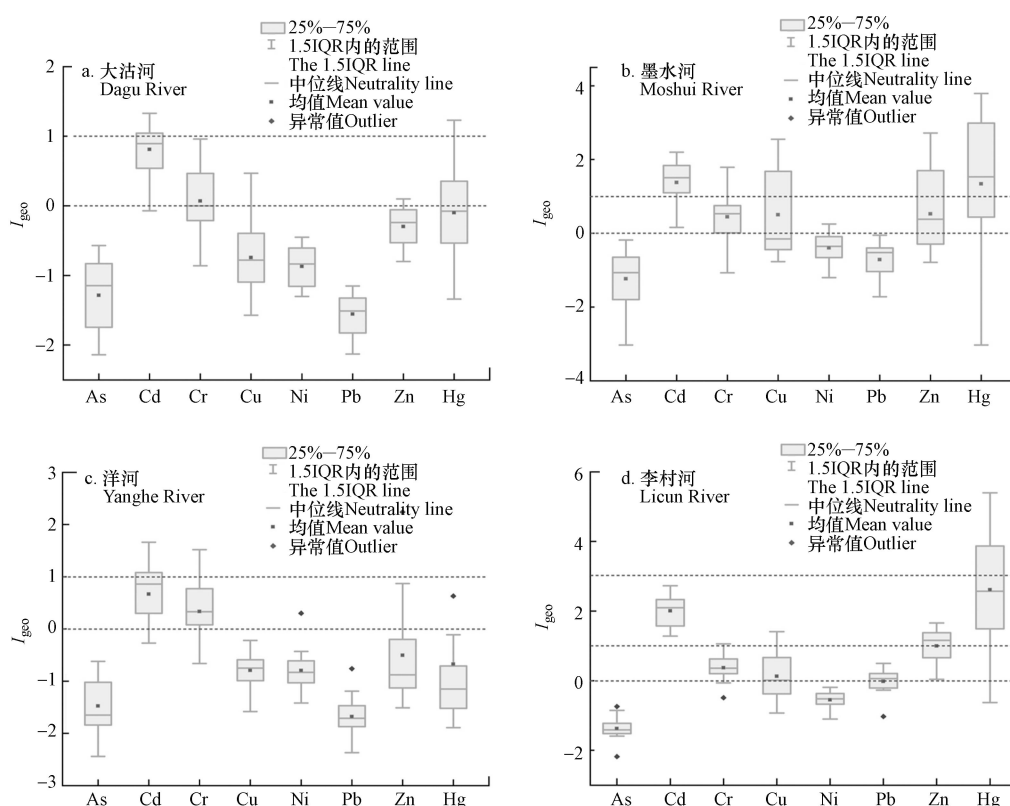 a. 大沽河
Dagu River
25%—75%
1.5IQR内的范围
The 1.5IQR line
中位线Neutrality line
均值Mean value
异常值Outlier
2
1
0
−1
−2
Igeo
As Cd Cr Cu Ni Pb Zn Hg
b. 墨水河
Moshui River
25%—75%
1.5IQR内的范围
The 1.5IQR line
中位线Neutrality line
均值Mean value
异常值Outlier
4
2
0
−2
−4
Igeo
As Cd Cr Cu Ni Pb Zn Hg
c. 洋河
Yanghe River
25%—75%
1.5IQR内的范围
The 1.5IQR line
中位线Neutrality line
均值Mean value
异常值Outlier
3
2
1
0
−1
−2
−3
Igeo
As Cd Cr Cu Ni Pb Zn Hg
d. 李村河
Licun River
25%—75%
1.5IQR内的范围
The 1.5IQR line
中位线Neutrality line
均值Mean value
异常值Outlier
6
4
2
0
−2
Igeo
As Cd Cr Cu Ni Pb Zn Hg